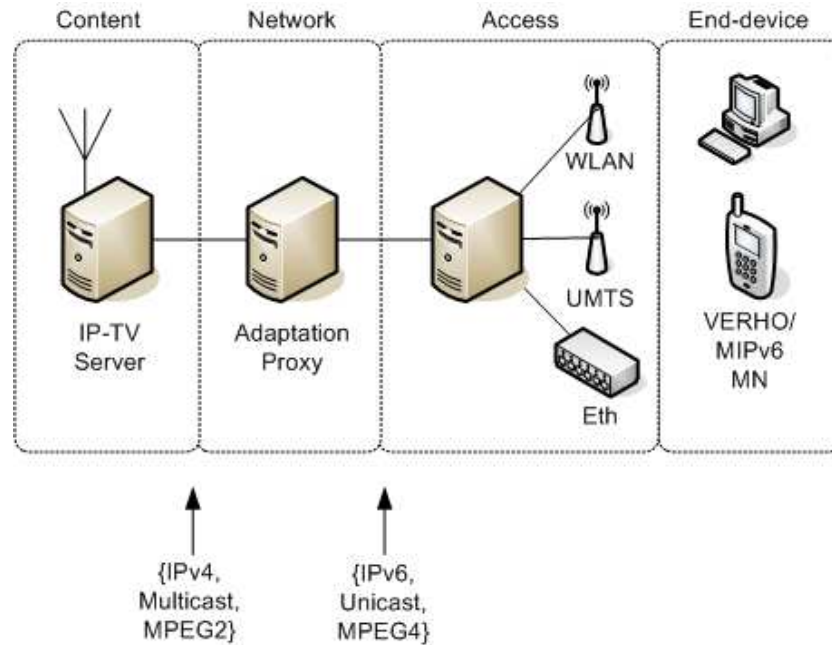 Content
Network
Access
End-device
WLAN
UMTS
Eth
IP-TV
Server
Adaptation
Proxy
VERHO/
MIPv6
MN
{IPv4,
Multicast,
MPEG2}
{IPv6,
Unicast,
MPEG4}